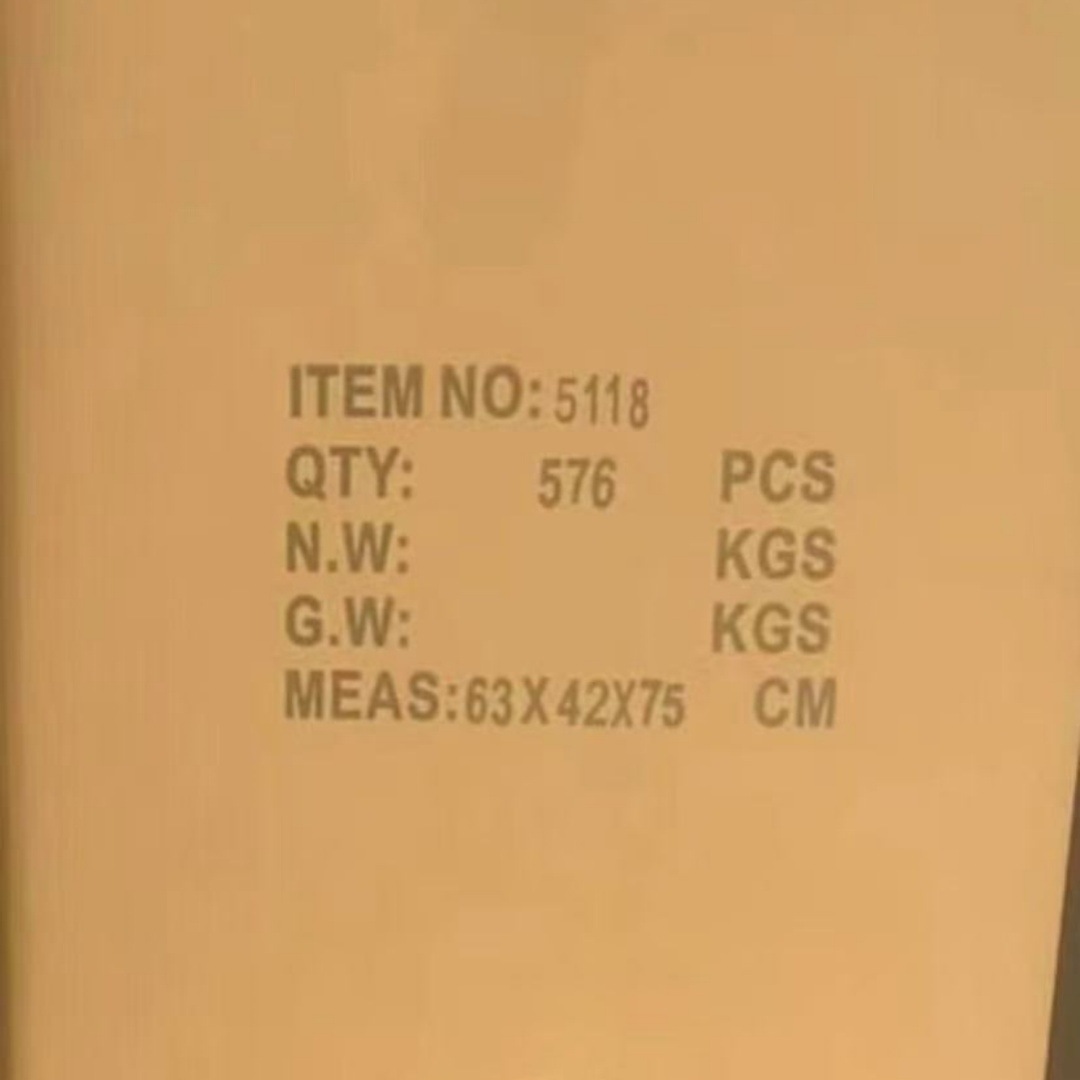 ITEM NO: 5118
QTY: 576 PCS
N.W: KGS
G.W: KGS
MEAS: 63X42X75 CM